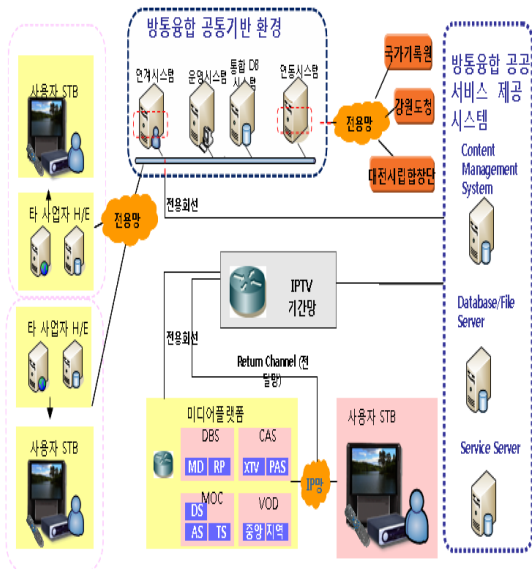 방통융합 공통기반 환경
연계시스템
운영시스템
통합 DB
시스템
연동시스템
국가기록원
강원도청
대전시립합창단
전용망
방통융합 공공
서비스 제공
시스템
Content
Management
System
Database/File
Server
Service Server
사용자 STB
타 사업자 H/E
전용망
타 사업자 H/E
사용자 STB
전용회선
IPTV
기간망
전용회선
Return Channel (전
달망)
미디어플랫폼
DBS
MD
RP
CAS
XTV
PAS
MOC
DS
AS
TS
VOD
중앙
지역
IP망
사용자 STB